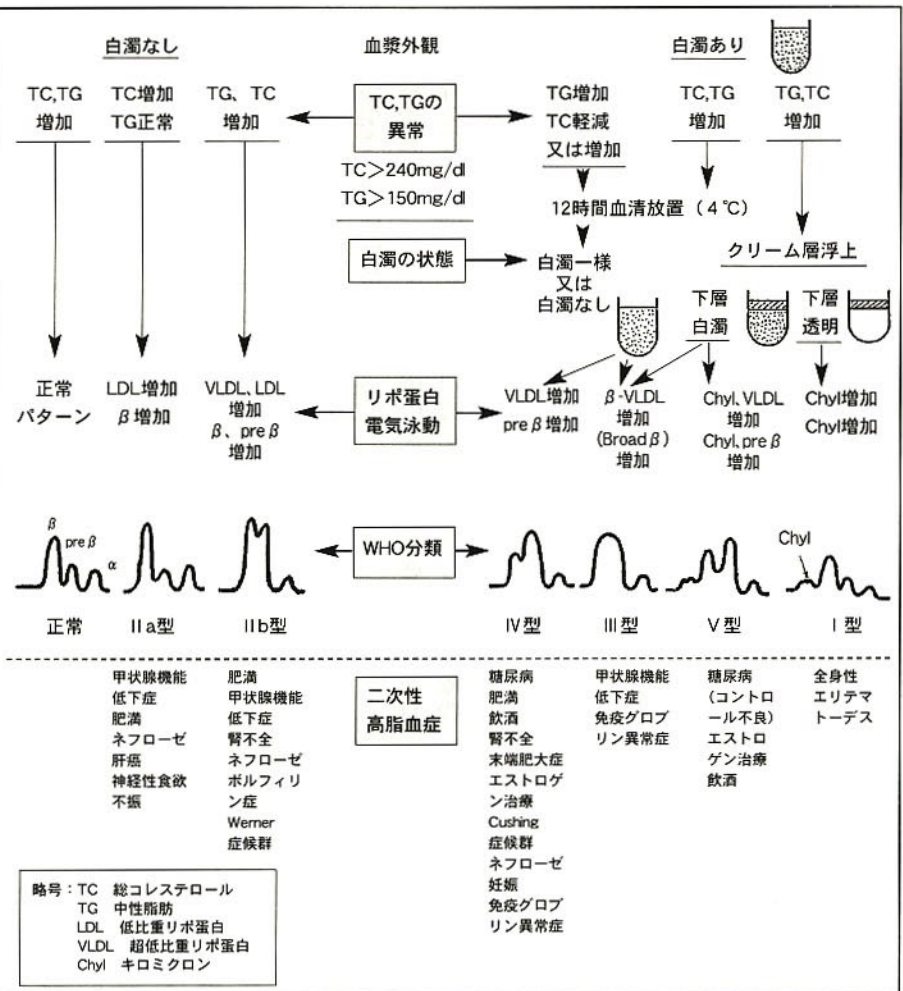 白濁なし
血漿外観
白濁あり
TC,TG
増加
TC増加
TG正常
TG、TC
増加
TC,TGの
異常
TC>240mg/dl
TG>150mg/dl
TG増加
TC軽減
又は増加
TC,TG
増加
TG,TC
増加
12時間血清放置(4℃)
白濁の状態
白濁一様
又は
白濁なし
クリーム層浮上
下層
白濁
下層
透明
正常
パターン
LDL増加
β増加
VLDL、LDL
増加
β、preβ
増加
リポ蛋白
電気泳動
VLDL増加
preβ増加
β-VLDL
増加
(Broadβ)
増加
Chyl、VLDL
増加
Chyl、preβ
増加
Chyl増加
Chyl増加
β
preβ
α
WHO分類
Chyl
正常
IIa型
IIb型
IV型
III型
V型
I型
甲状腺機能
低下症
肥満
ネフローゼ
肝癌
神経性食欲
不振
肥満
甲状腺機能
低下症
腎不全
ネフローゼ
ポルフィリ
ン症
Werner
症候群
二次性
高脂血症
糖尿病
肥満
飲酒
腎不全
末端肥大症
エストロゲ
ン治療
Cushing
症候群
ネフローゼ
妊娠
免疫グロブ
リン異常症
甲状腺機能
低下症
免疫グロブ
リン異常症
糖尿病
(コントロ
ール不良)
エストロ
ゲン治療
飲酒
全身性
エリテマ
トーデス
略号:TC 総コレステロール
TG 中性脂肪
LDL 低比重リポ蛋白
VLDL 超低比重リポ蛋白
Chyl キロミクロン